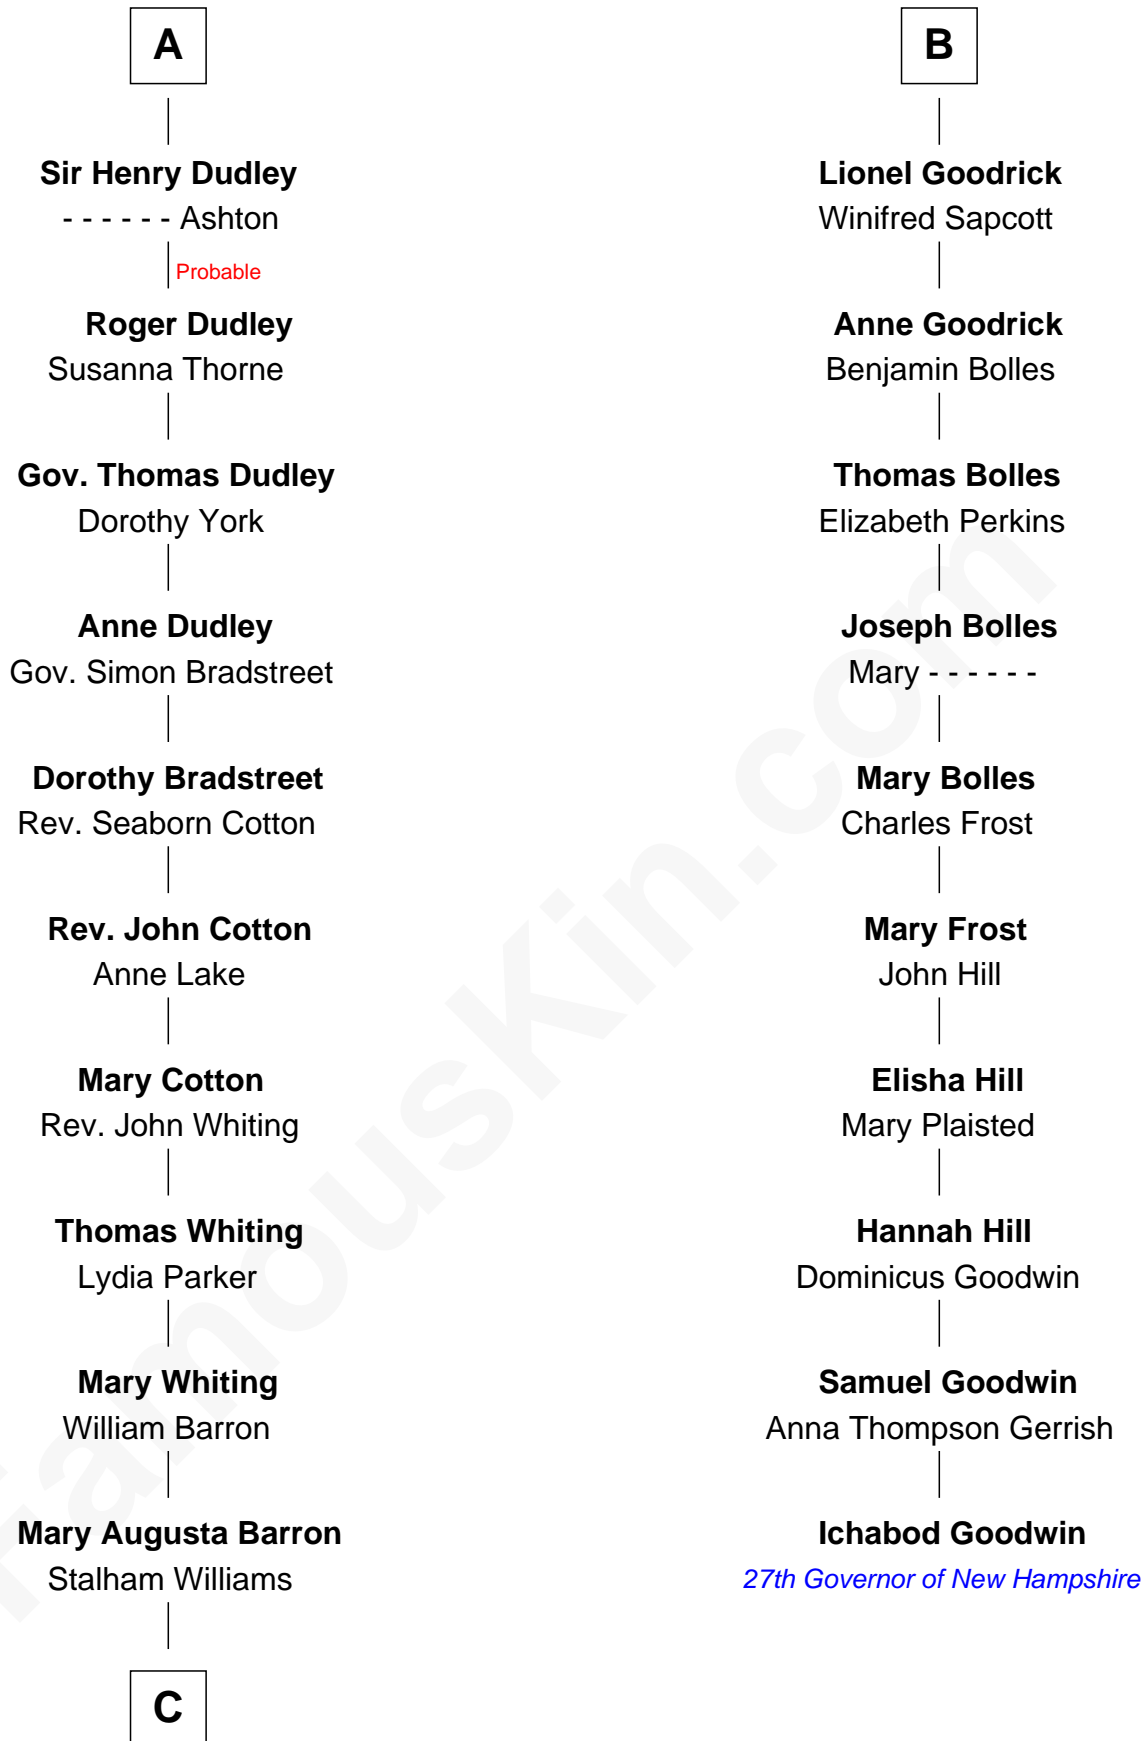 A
Sir Henry Dudley
- - - - - - Ashton
Probable
Roger Dudley
Susanna Thorne
Gov. Thomas Dudley
Dorothy York
Anne Dudley
Gov. Simon Bradstreet
Dorothy Bradstreet
Rev. Seaborn Cotton
Rev. John Cotton
Anne Lake
Mary Cotton
Rev. John Whiting
Thomas Whiting
Lydia Parker
Mary Whiting
William Barron
Mary Augusta Barron
Stalham Williams
C
B
Lionel Goodrick
Winifred Sapcott
Anne Goodrick
Benjamin Bolles
Thomas Bolles
Elizabeth Perkins
Joseph Bolles
Mary - - - - - -
Mary Bolles
Charles Frost
Mary Frost
John Hill
Elisha Hill
Mary Plaisted
Hannah Hill
Dominicus Goodwin
Samuel Goodwin
Anna Thompson Gerrish
Ichabod Goodwin
27th Governor of New Hampshire
FamousKin.com